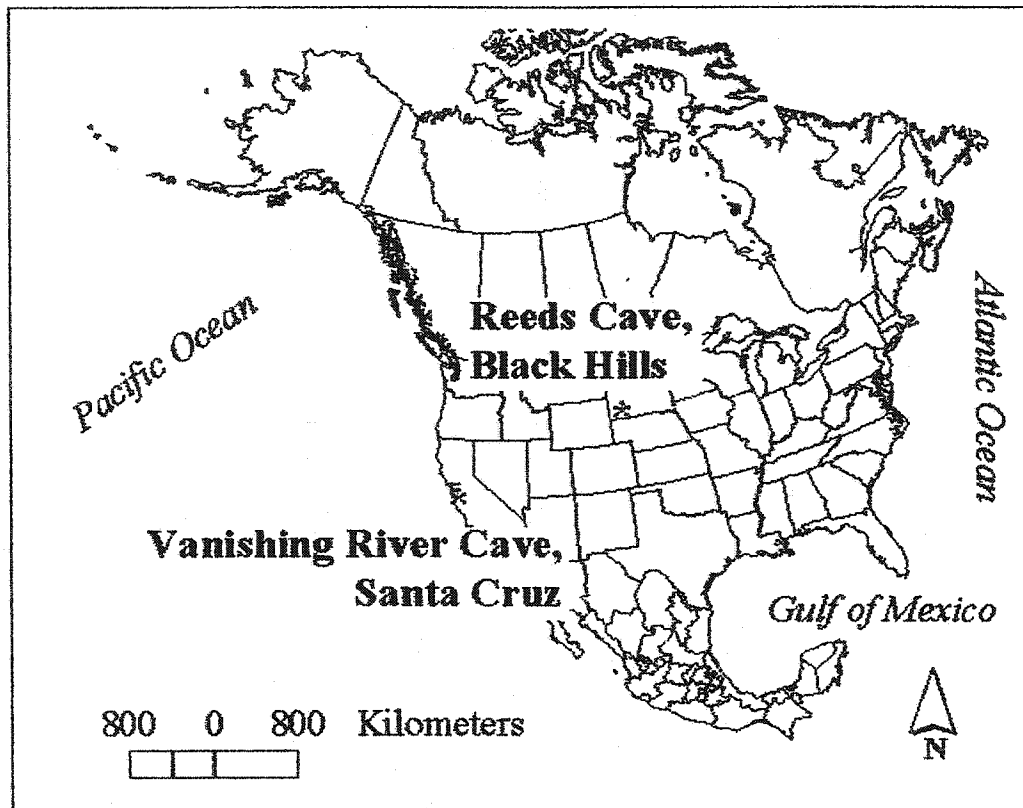 Reeds Cave,
Black Hills
Pacific Ocean
Atlantic Ocean
Vanishing River Cave,
Santa Cruz
Gulf of Mexico
800 0 800 Kilometers
N